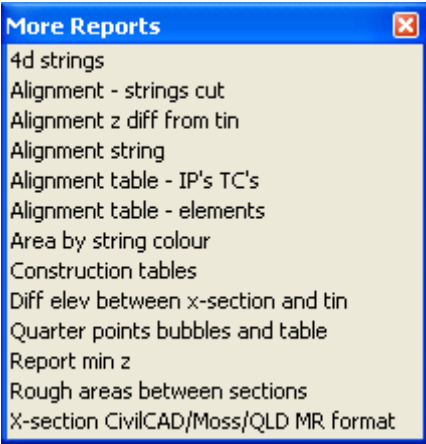 More Reports
4d strings
Alignment - strings cut
Alignment z diff from tin
Alignment string
Alignment table - IP's TC's
Alignment table - elements
Area by string colour
Construction tables
Diff elev between x-section and tin
Quarter points bubbles and table
Report min z
Rough areas between sections
X-section CivilCAD/Moss/QLD MR format